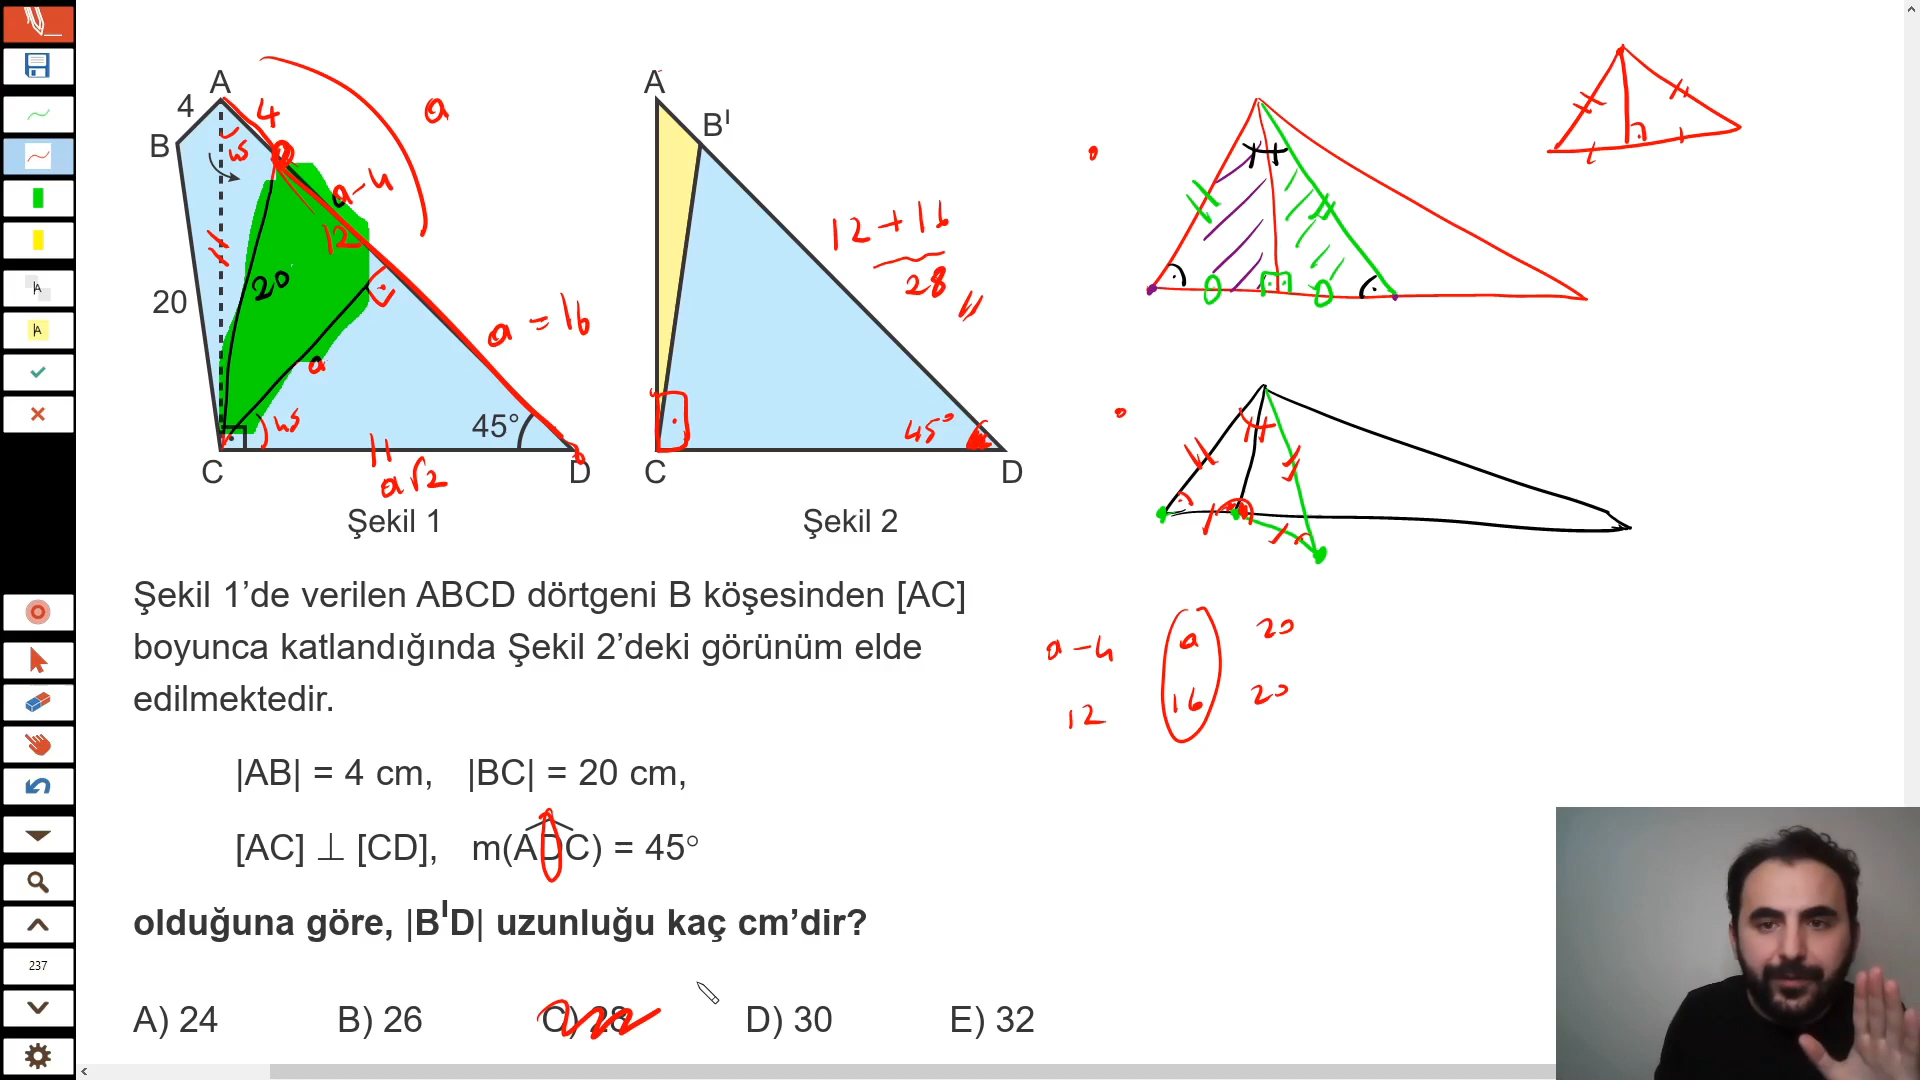 A
4
B
20
C
D
45°
4
45
a
a-4
12
20
a
a = 16
45
a√2
Şekil 1
A
B'
C
D
45°
12+16
28
Şekil 2
a-4 a 20
12 16 20
Şekil 1’de verilen ABCD dörtgeni B köşesinden [AC]
boyunca katlandığında Şekil 2’deki görünüm elde
edilmektedir.
|AB| = 4 cm, |BC| = 20 cm,
[AC] ⊥ [CD], m(ADC) = 45°
olduğuna göre, |B'D| uzunluğu kaç cm’dir?
A) 24 B) 26 C) 28 D) 30 E) 32
237